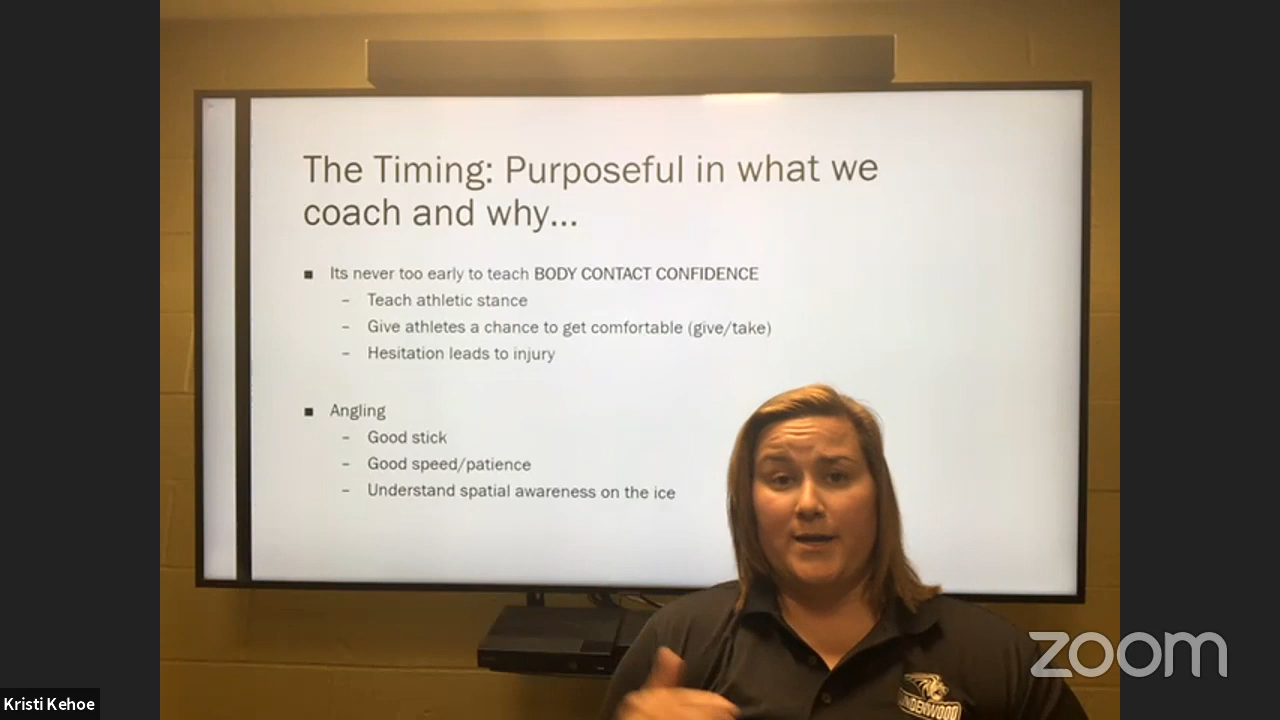 The Timing: Purposeful in what we
coach and why...
■ Its never too early to teach BODY CONTACT CONFIDENCE
– Teach athletic stance
– Give athletes a chance to get comfortable (give/take)
– Hesitation leads to injury
■ Angling
– Good stick
– Good speed/patience
– Understand spatial awareness on the ice
LINDENWOOD
zoom
Kristi Kehoe